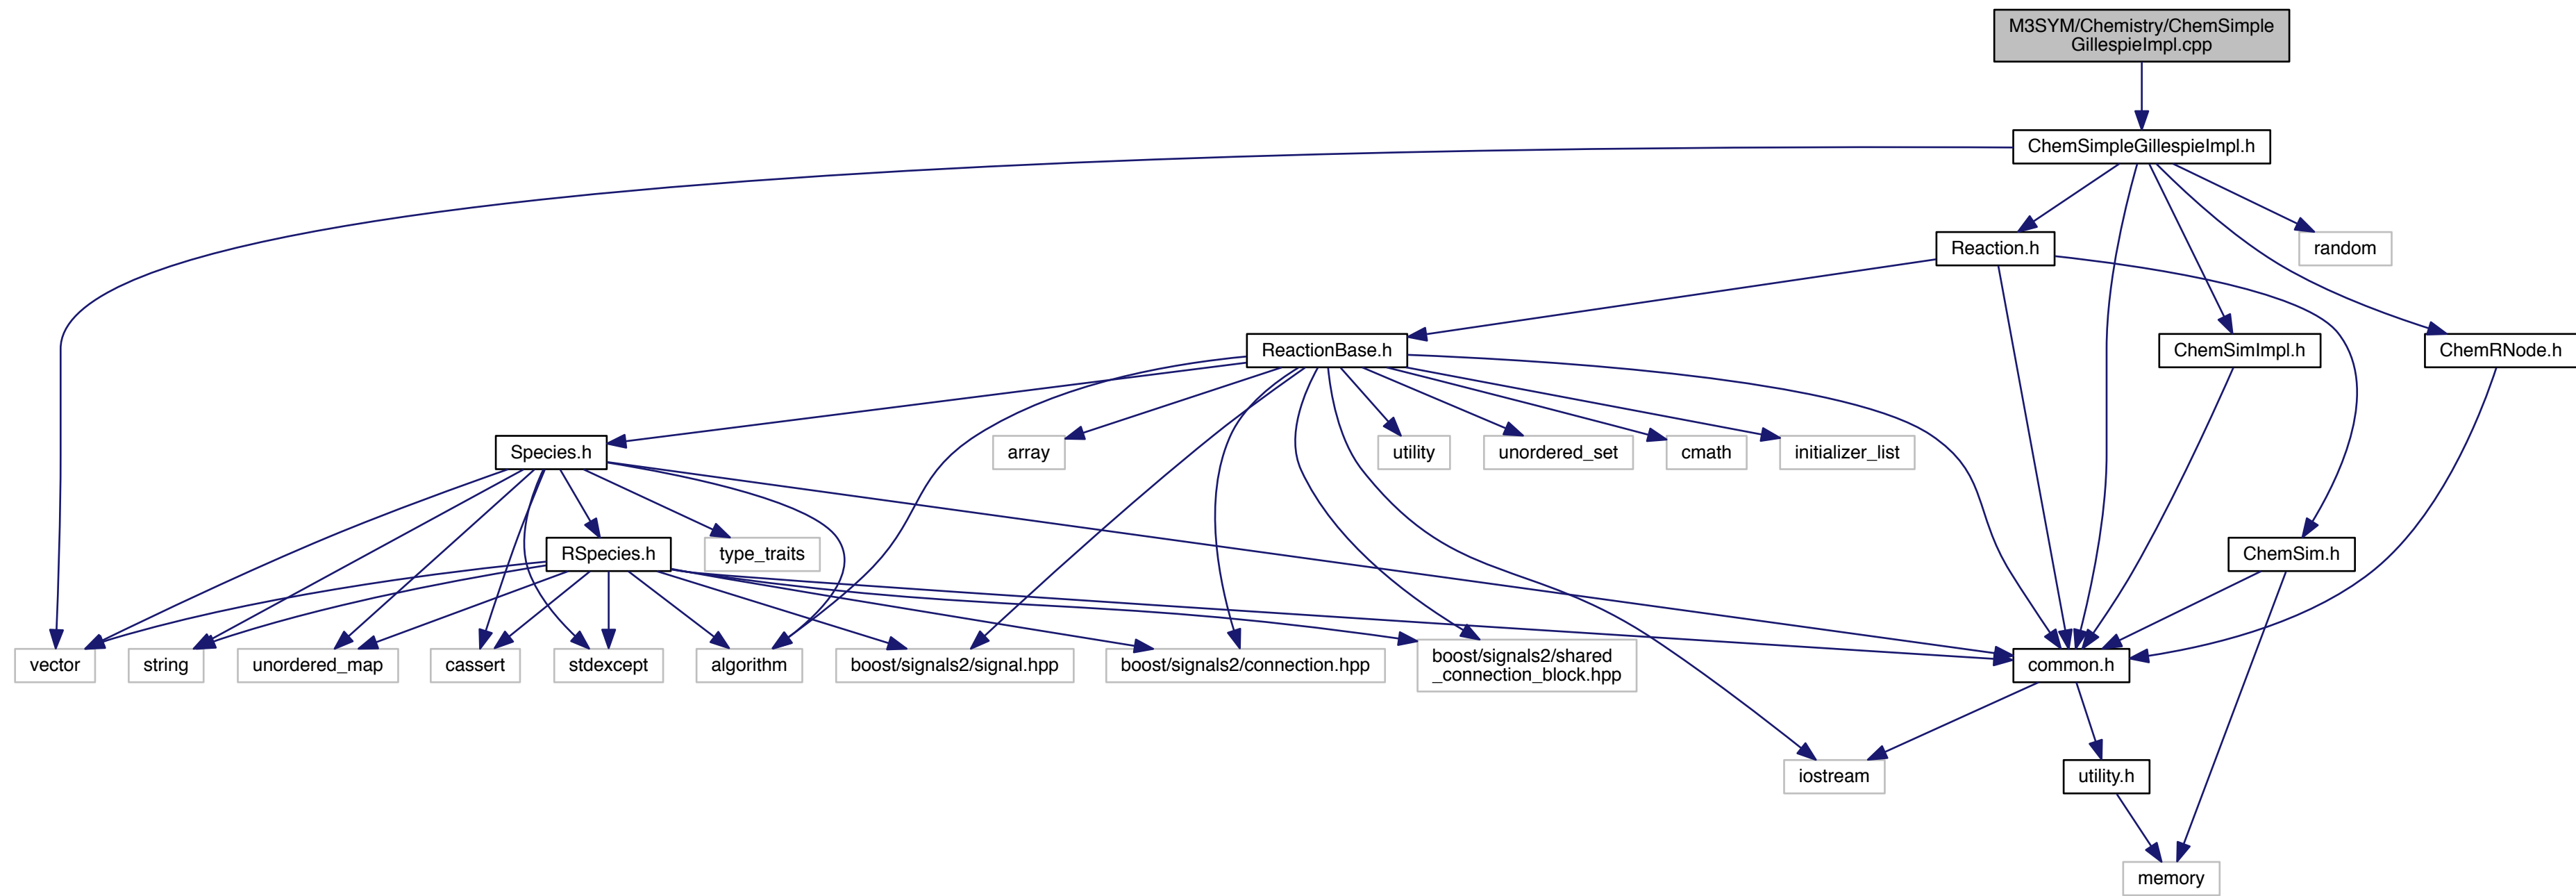 M3SYM/Chemistry/ChemSimple
GillespieImpl.cpp
ChemSimpleGillespieImpl.h
Reaction.h
random
ReactionBase.h
ChemSimImpl.h
ChemRNode.h
Species.h
array
utility
unordered_set
cmath
initializer_list
RSpecies.h
type_traits
ChemSim.h
vector
string
unordered_map
cassert
stdexcept
algorithm
boost/signals2/signal.hpp
boost/signals2/connection.hpp
boost/signals2/shared
_connection_block.hpp
common.h
iostream
utility.h
memory